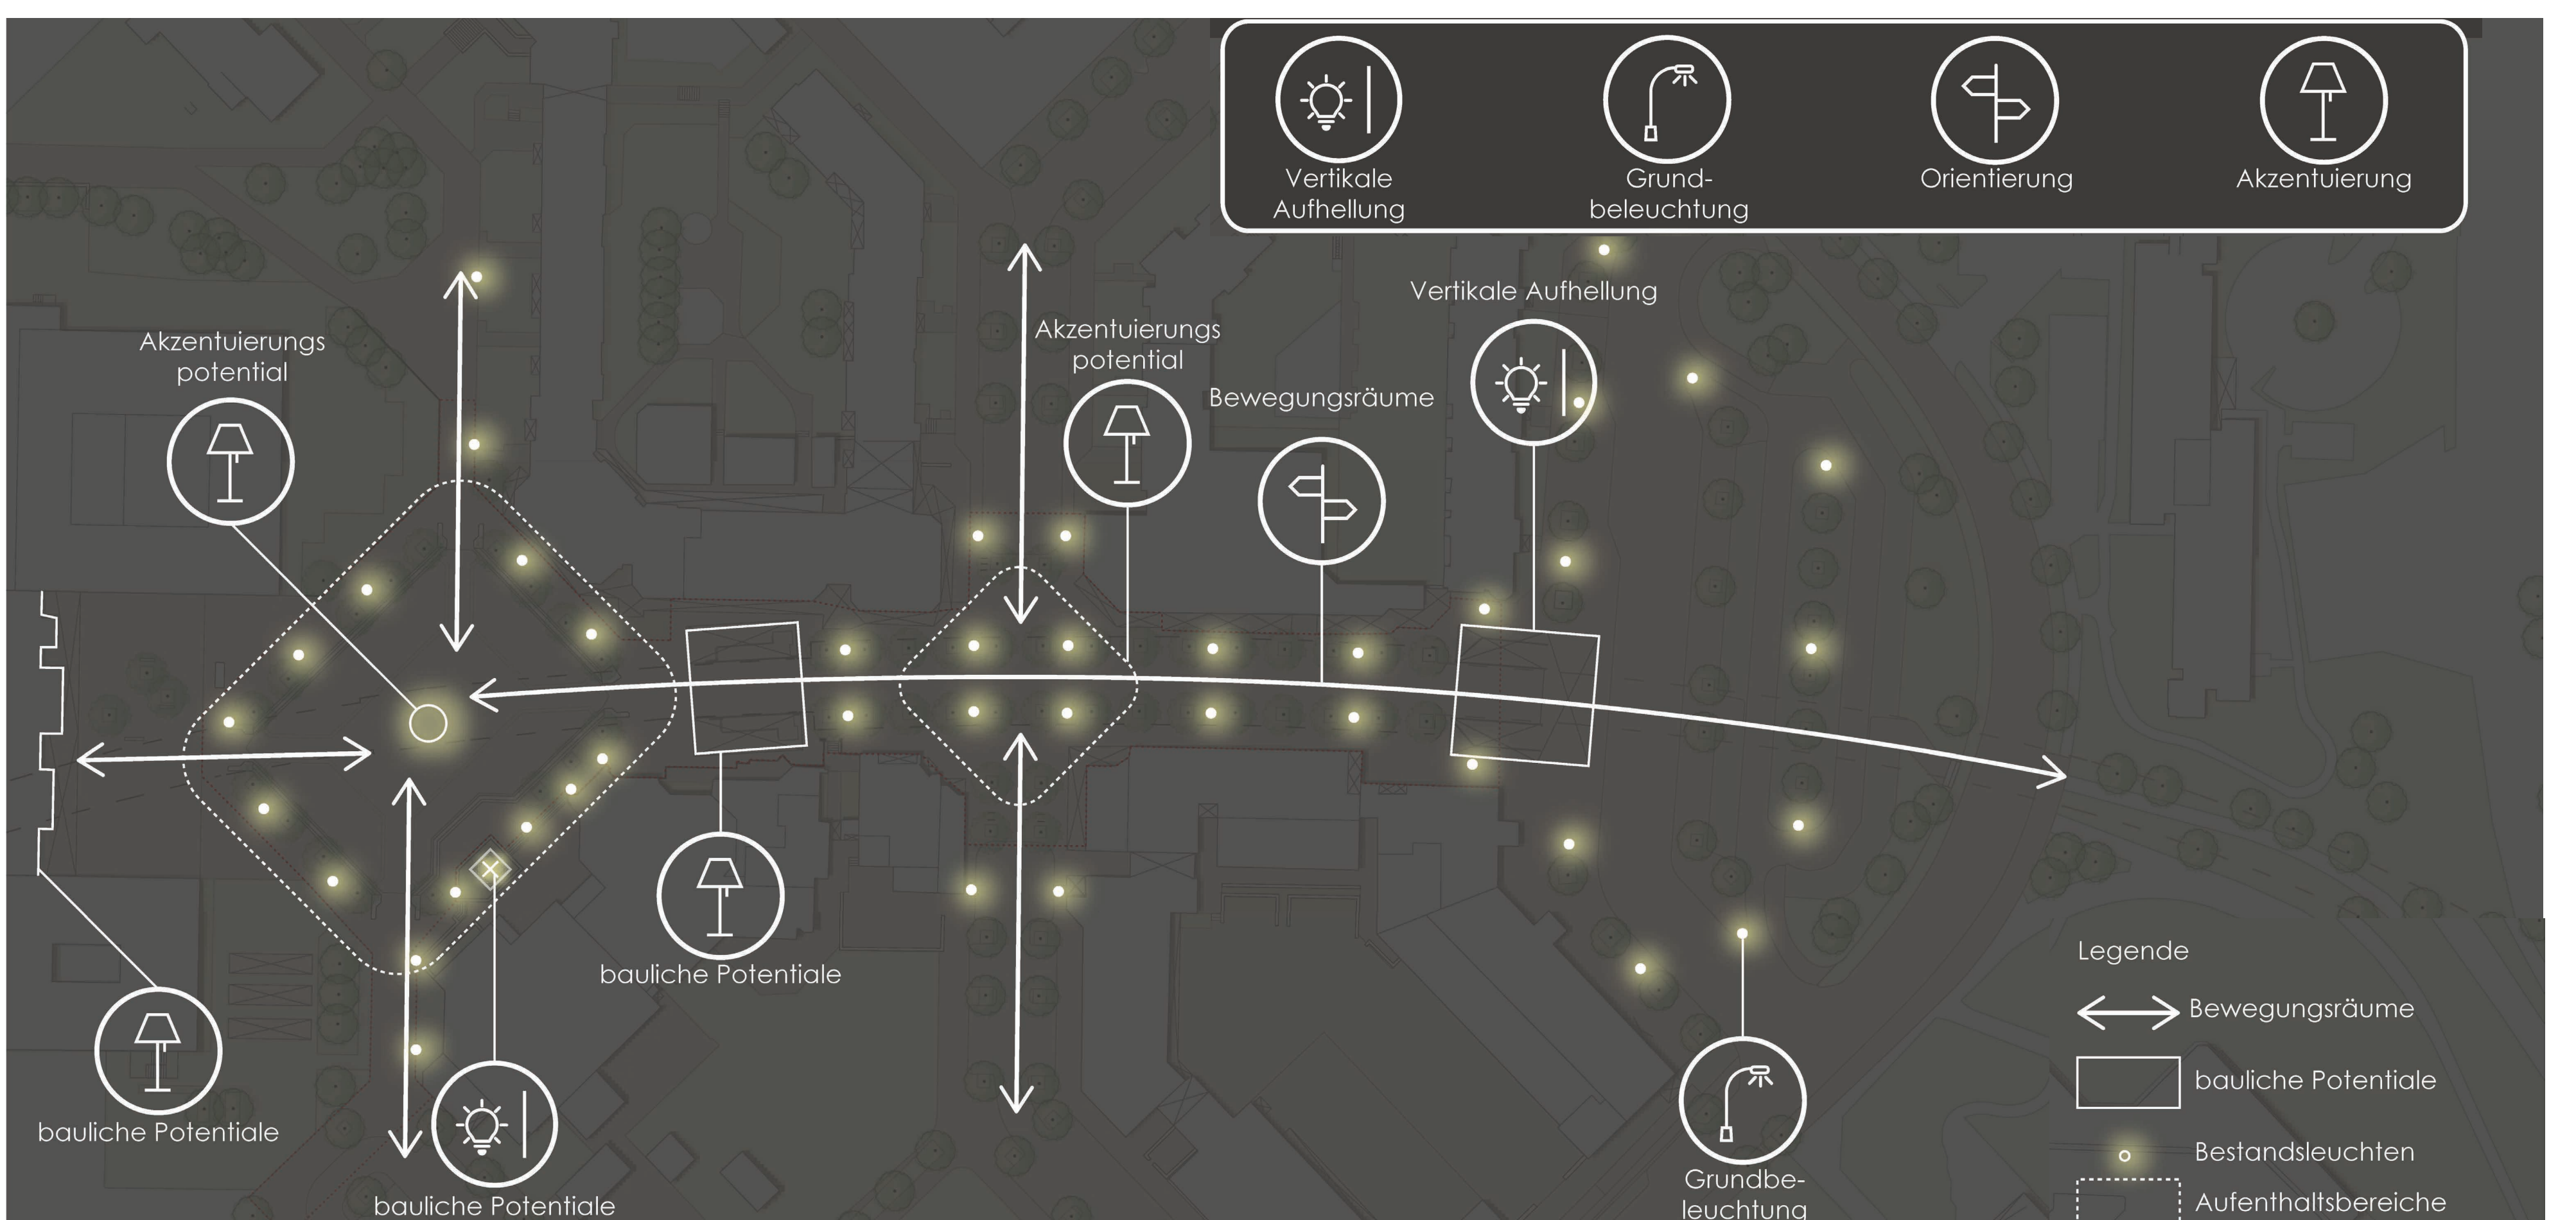 Vertikale
Aufhellung
Grund-
beleuchtung
Orientierung
Akzentuierung
Vertikale Aufhellung
Akzentuierungs
potential
Akzentuierungs
potential
Bewegungsräume
bauliche Potentiale
bauliche Potentiale
bauliche Potentiale
Grundbe-
leuchtung
Legende
Bewegungsräume
bauliche Potentiale
Bestandsleuchten
Aufenthaltsbereiche